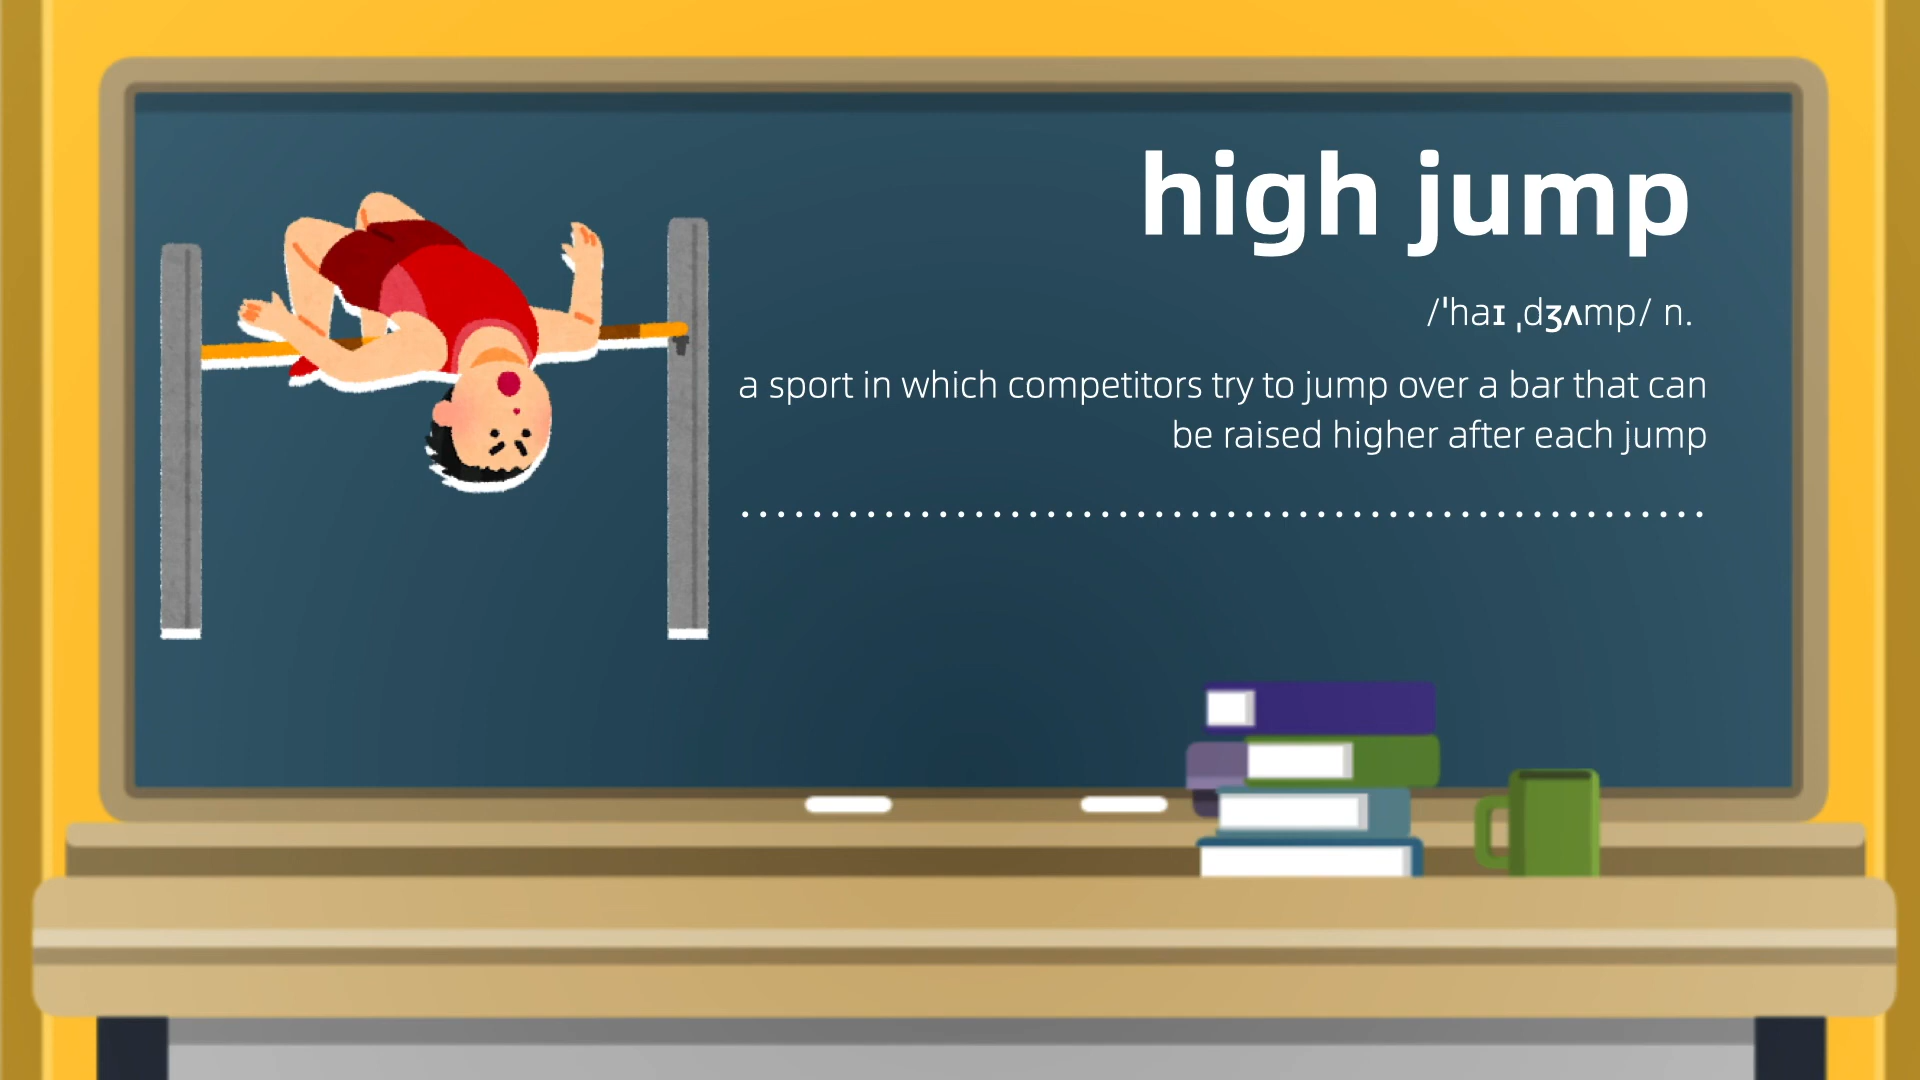 high jump
/ˈhaɪ ˌdʒʌmp/ n.
a sport in which competitors try to jump over a bar that can
be raised higher after each jump